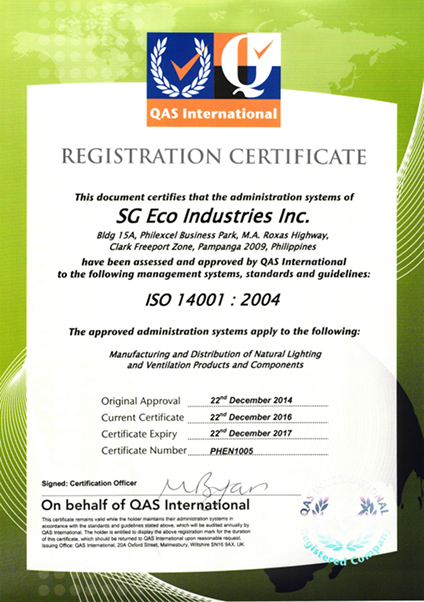 QAS International
REGISTRATION CERTIFICATE
This document certifies that the administration systems of
SG Eco Industries Inc.
Bldg 15A, Philexcel Business Park, M.A. Roxas Highway,
Clark Freeport Zone, Pampanga 2009, Philippines
have been assessed and approved by QAS International
to the following management systems, standards and guidelines:
ISO 14001 : 2004
The approved administration systems apply to the following:
Manufacturing and Distribution of Natural Lighting
and Ventilation Products and Components
Original Approval 22nd December 2014
Current Certificate 22nd December 2016
Certificate Expiry 22nd December 2017
Certificate Number PHEN1005
Signed: Certification Officer
On behalf of QAS International
This certificate remains valid while the holder maintains their administration systems in
accordance with the standards and guidelines stated above, which will be audited annually by
QAS International. The holder is entitled to display the above registration mark for the duration
of this certificate, which should be returned to QAS International upon reasonable request.
Issuing Office: QAS International, 20A Oxford Street, Malmesbury, Wiltshire SN16 9AX, UK
Registered Company